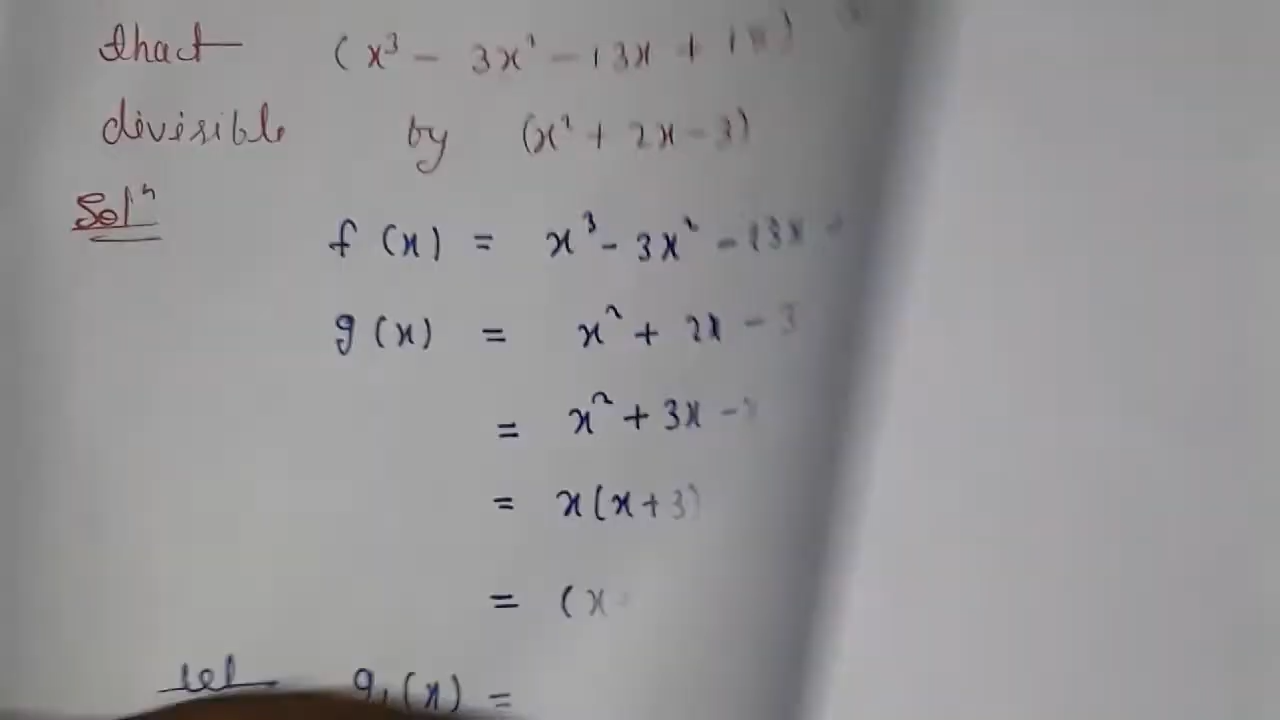 that (x³ - 3x² - 13x + 1
divisible by (x² + 2x - 3)
Solⁿ
f(x) = x³ - 3x² - 13x -
g(x) = x² + 2x - 3
= x² + 3x -
= x(x + 3)
= (x
let g₁(x) =